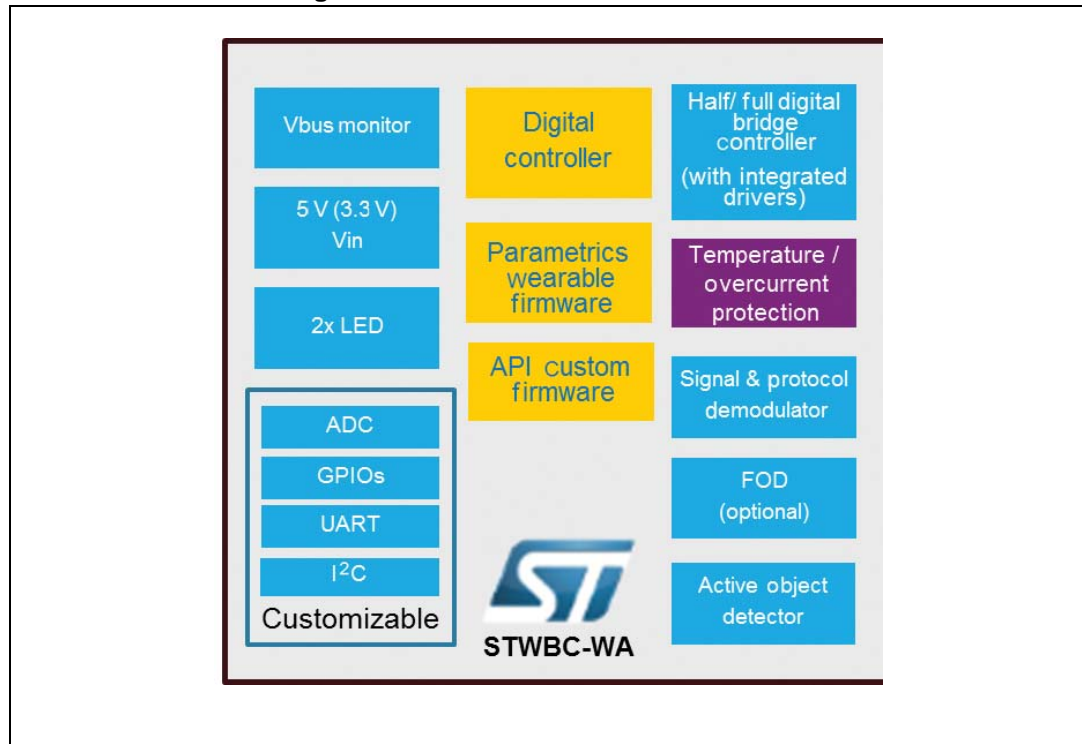 Vbus monitor
5 V (3.3 V)
Vin
2x LED
ADC
GPIOs
UART
I²C
Customizable
Digital
controller
Parametrics
wearable
firmware
API custom
firmware
ST
STWBC-WA
Half/ full digital
bridge
controller
(with integrated
drivers)
Temperature /
overcurrent
protection
Signal & protocol
demodulator
FOD
(optional)
Active object
detector